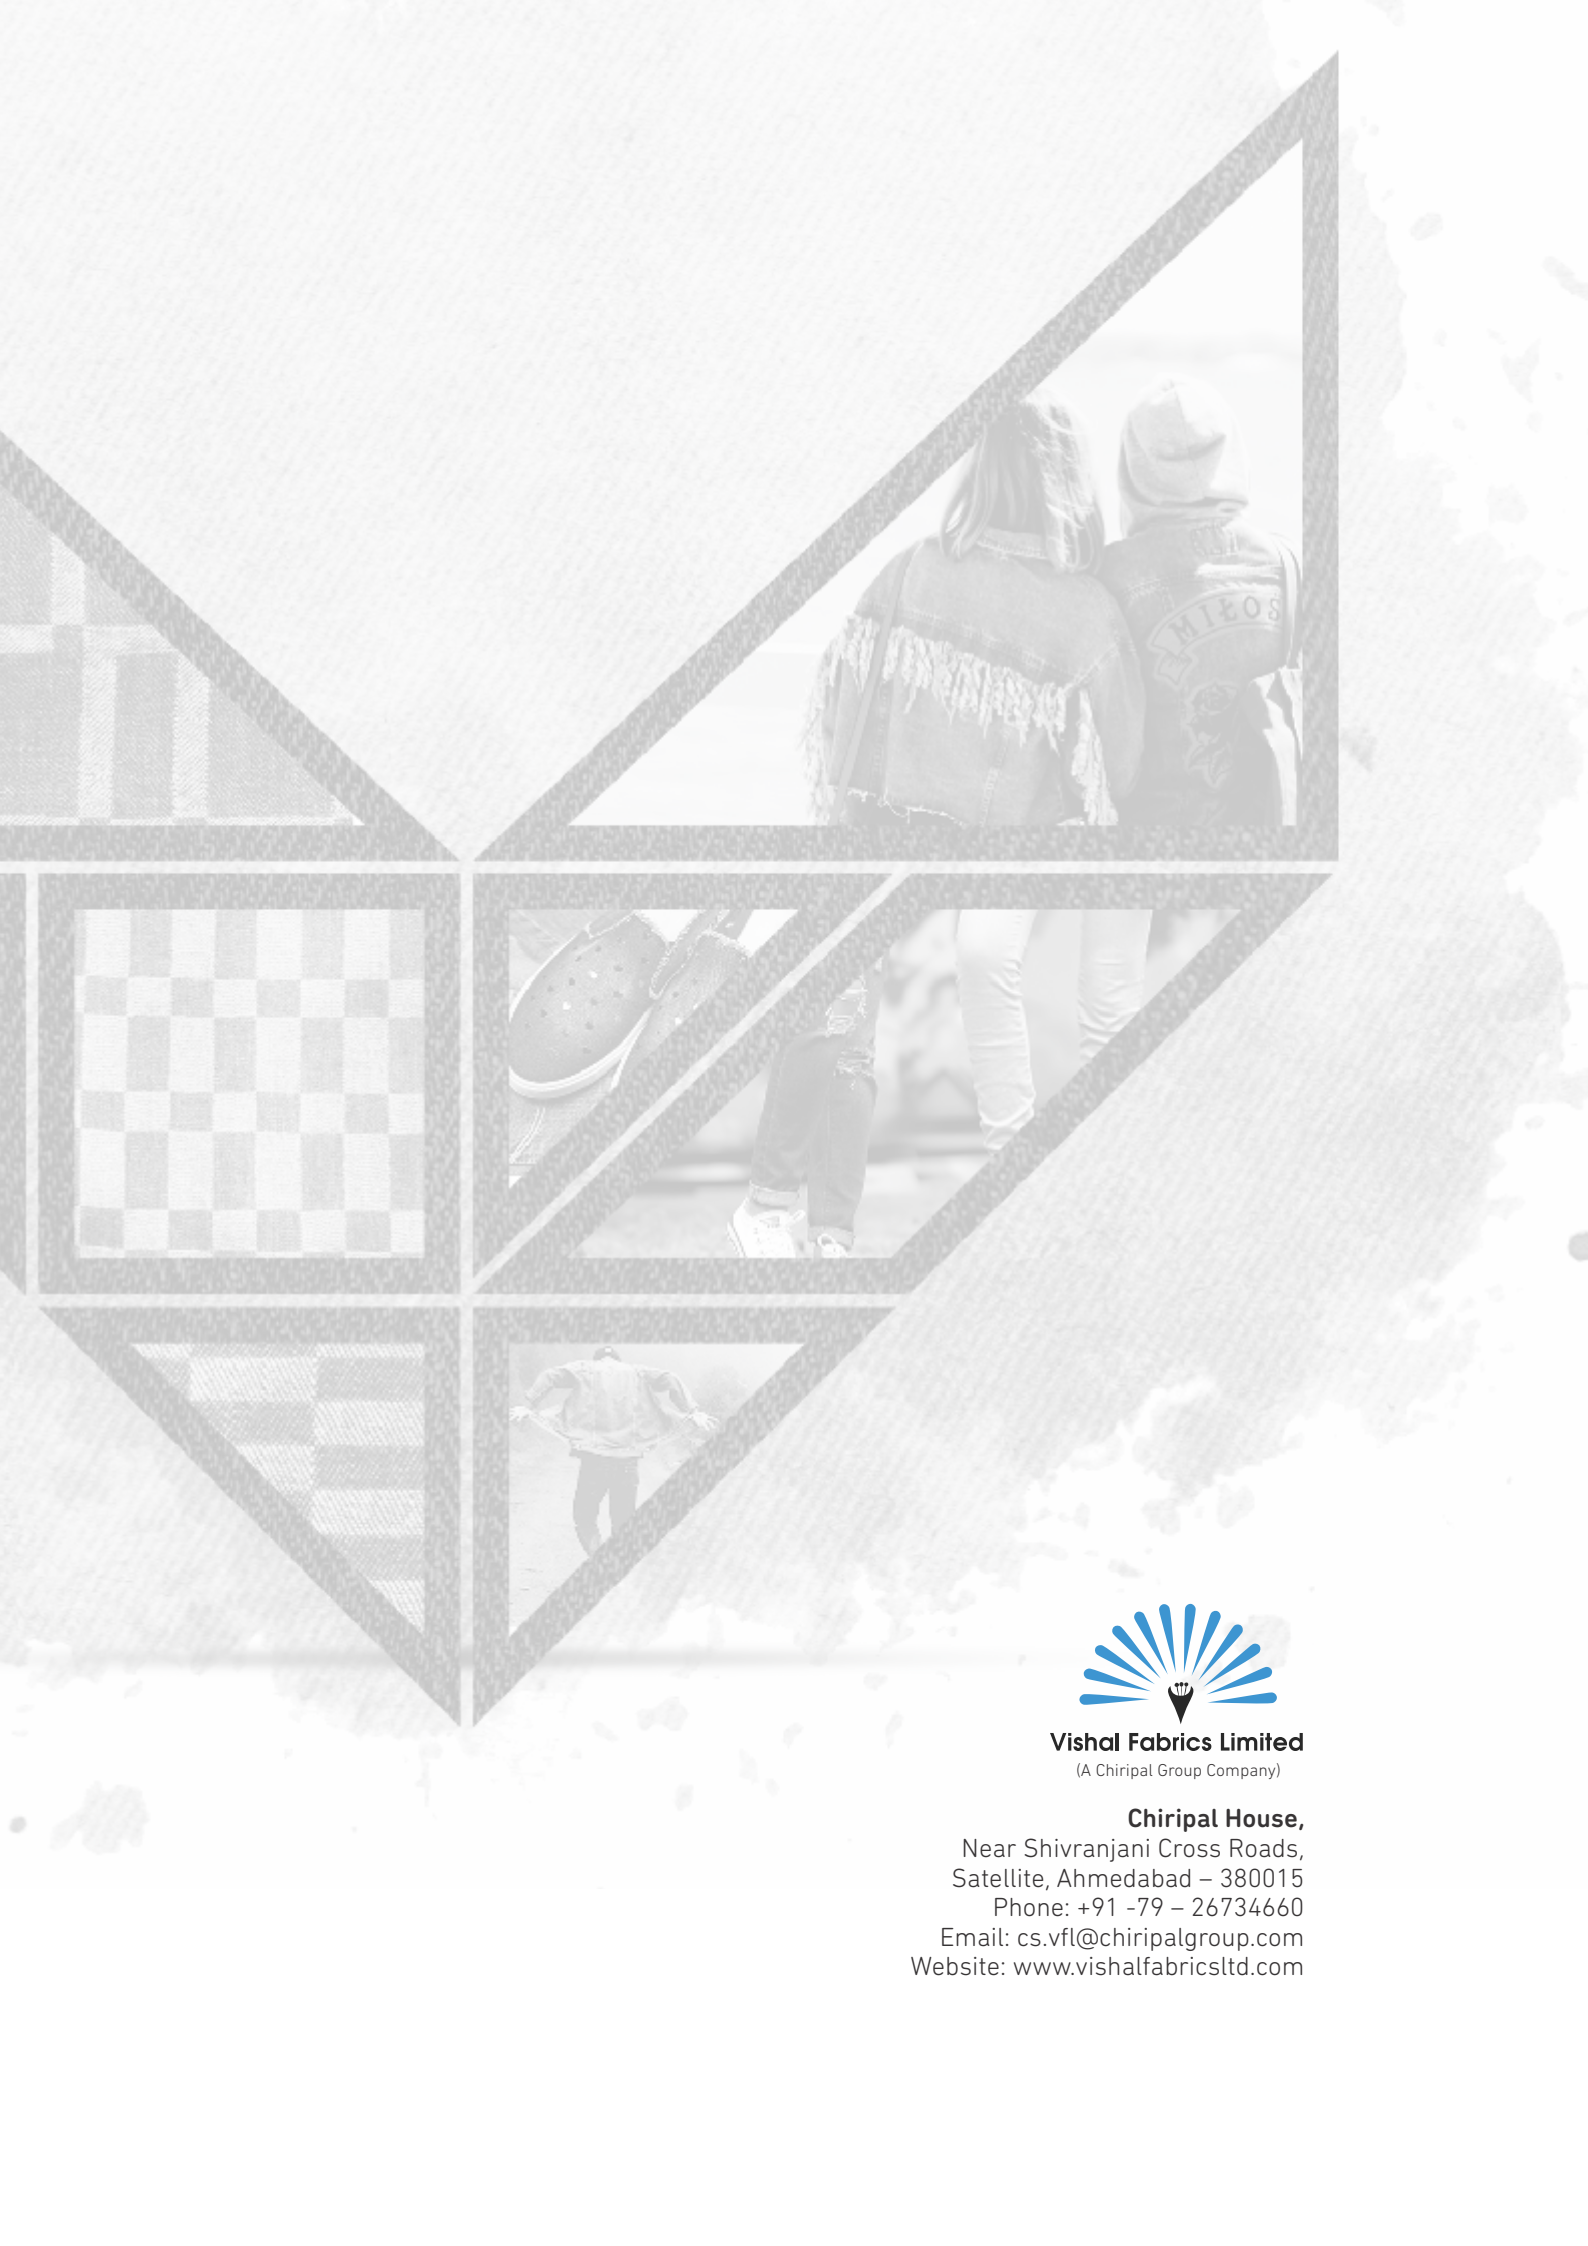 MIŁOŚ
Vishal Fabrics Limited
(A Chiripal Group Company)
Chiripal House,
Near Shivranjani Cross Roads,
Satellite, Ahmedabad – 380015
Phone: +91 -79 – 26734660
Email: cs.vfl@chiripalgroup.com
Website: www.vishalfabricsltd.com